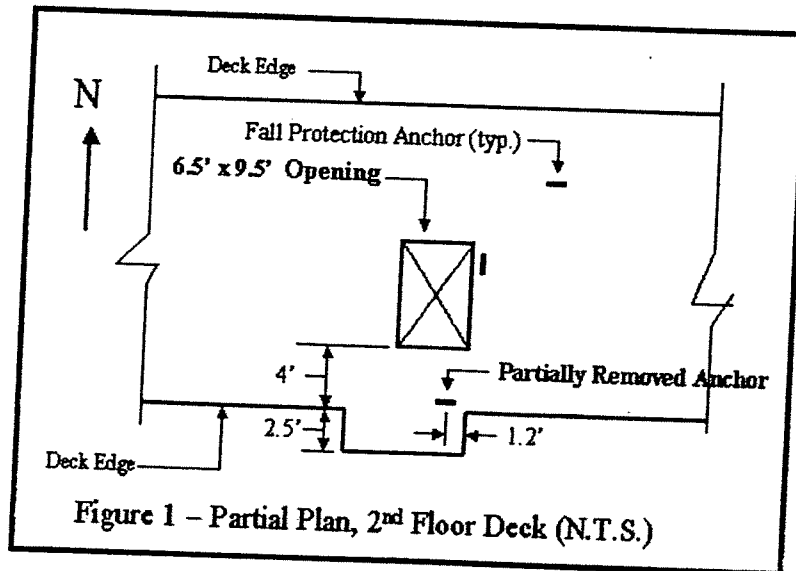 Deck Edge
N
Fall Protection Anchor (typ.)
6.5' x 9.5' Opening
4'
Partially Removed Anchor
2.5'
1.2'
Deck Edge
Figure 1 – Partial Plan, 2nd Floor Deck (N.T.S.)